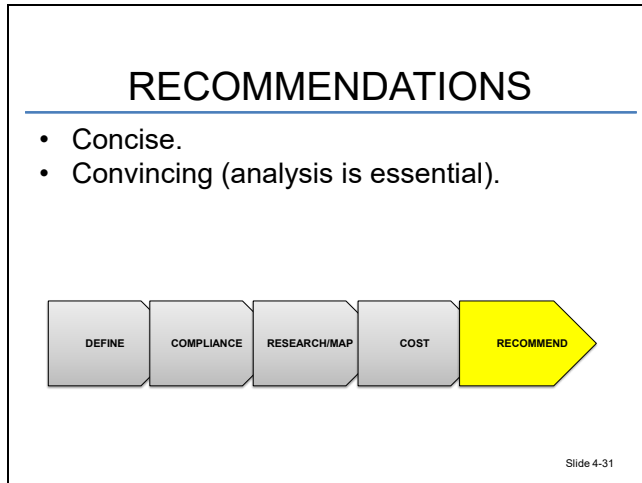 RECOMMENDATIONS
• Concise.
• Convincing (analysis is essential).
DEFINE
COMPLIANCE
RESEARCH/MAP
COST
RECOMMEND
Slide 4-31